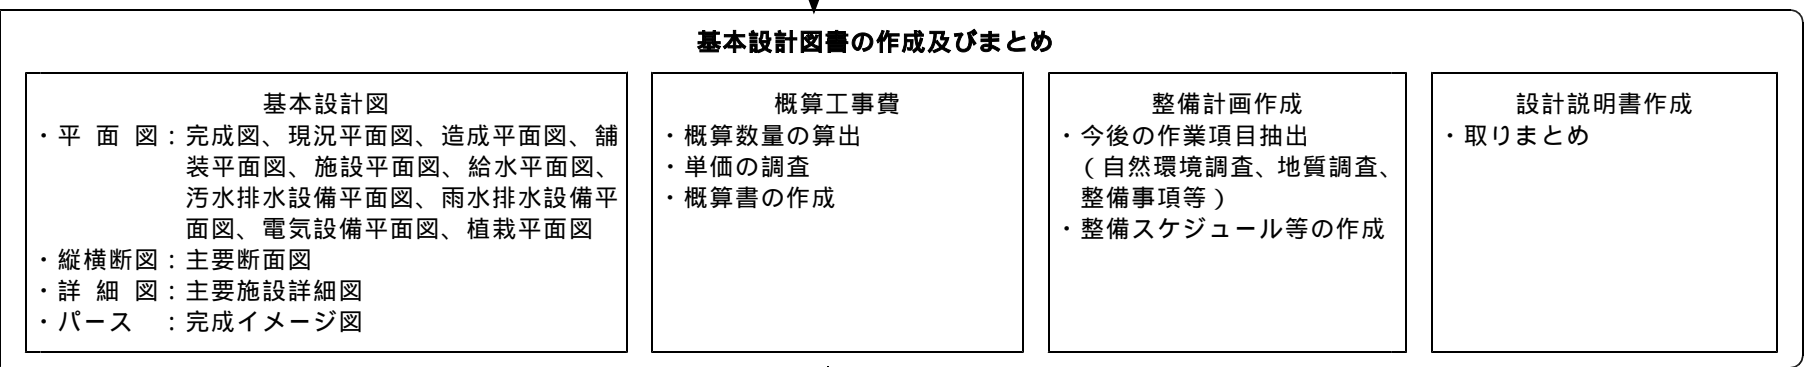 基本設計図書の作成及びまとめ
基本設計図
・平 面 図：完成図、現況平面図、造成平面図、舗
装平面図、施設平面図、給水平面図、
汚水排水設備平面図、雨水排水設備平
面図、電気設備平面図、植栽平面図
・縦横断図：主要断面図
・詳 細 図：主要施設詳細図
・パース　：完成イメージ図
概算工事費
・概算数量の算出
・単価の調査
・概算書の作成
整備計画作成
・今後の作業項目抽出
（自然環境調査、地質調査、
整備事項等）
・整備スケジュール等の作成
設計説明書作成
・取りまとめ